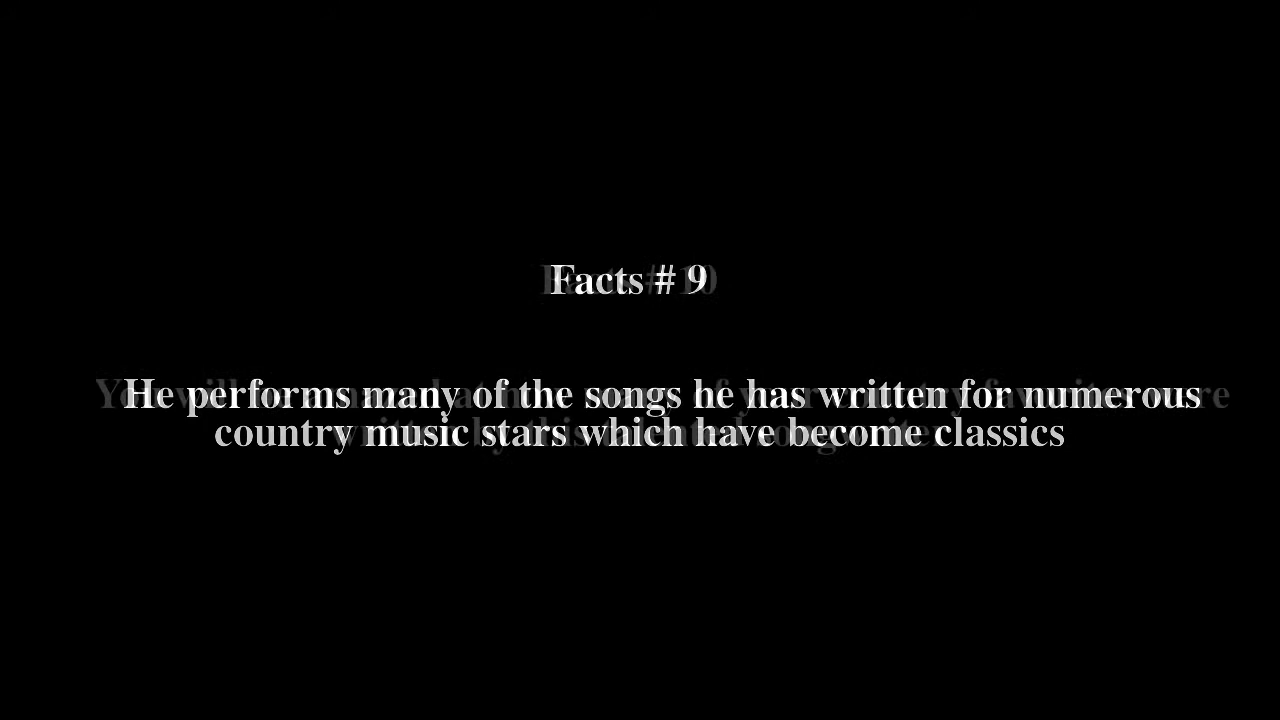 Facts # 9
He performs many of the songs he has written for numerous
country music stars which have become classics